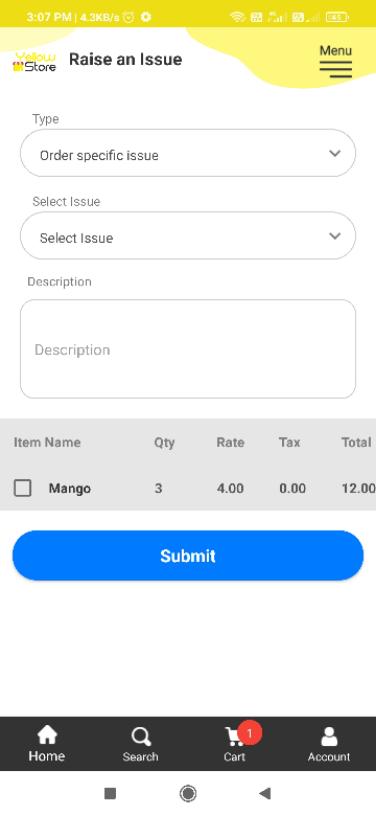 3:07 PM | 4.3KB/s
45
Yellow
Store
Raise an Issue
Menu
Type
Order specific issue
Select Issue
Select Issue
Description
Description
Item Name Qty Rate Tax Total
Mango 3 4.00 0.00 12.00
Submit
1
Home Search Cart Account